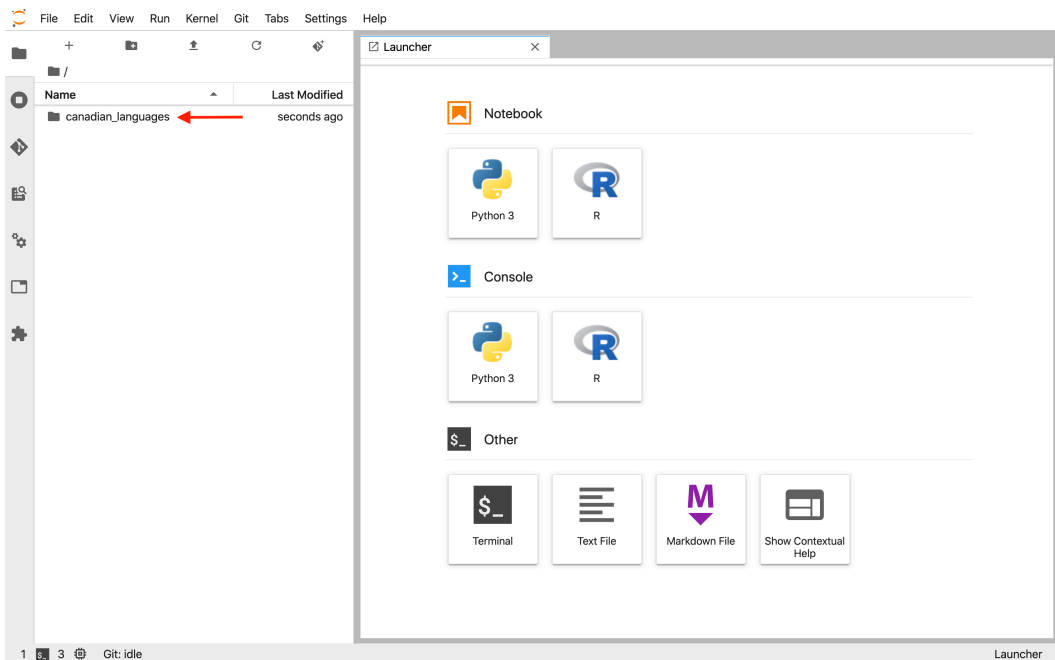 File Edit View Run Kernel Git Tabs Settings Help
Launcher
/
Name Last Modified
canadian_languages seconds ago
Notebook
Python 3 R
>_ Console
Python 3 R
$_ Other
$_ M
Terminal Text File Markdown File Show Contextual
Help
1 $_ 3 Git: idle Launcher